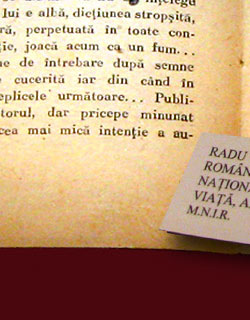 lui e albă, dicțiunea stropșită,
ră, perpetuată în toate con-
ție, joacă acum ca un fum...
ne de întrebare după semne
cucerită iar din când în
eplicele următoare... Publi-
torul, dar pricepe minunat
cea mai mică intenție a au-
RADU
ROMÂN
NAȚIONA
VIAȚĂ, A
M.N.I.R.